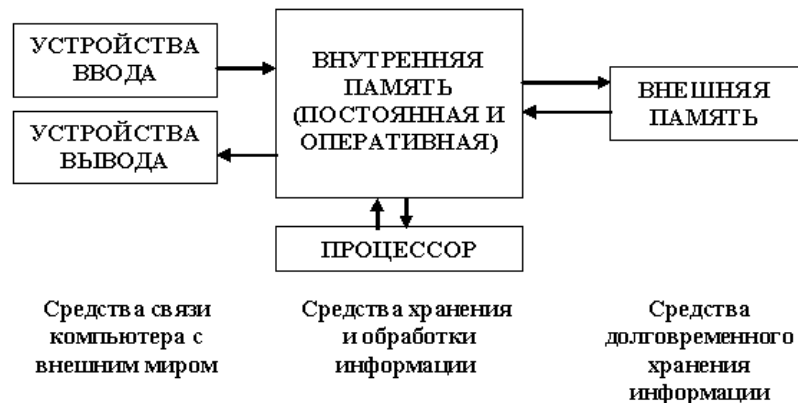 УСТРОЙСТВА
ВВОДА
УСТРОЙСТВА
ВЫВОДА
ВНУТРЕННЯЯ
ПАМЯТЬ
(ПОСТОЯННАЯ И
ОПЕРАТИВНАЯ)
ВНЕШНЯЯ
ПАМЯТЬ
ПРОЦЕССОР
Средства связи
компьютера с
внешним миром
Средства хранения
и обработки
информации
Средства
долговременного
хранения
информации